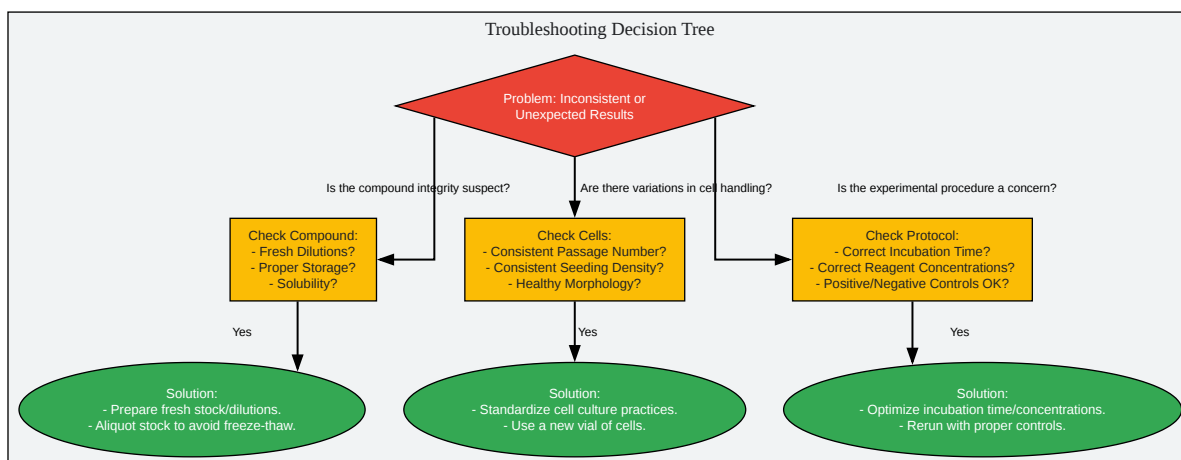 Troubleshooting Decision Tree
Problem: Inconsistent or
Unexpected Results
Is the compound integrity suspect?
Are there variations in cell handling?
Is the experimental procedure a concern?
Check Compound:
- Fresh Dilutions?
- Proper Storage?
- Solubility?
Check Cells:
- Consistent Passage Number?
- Consistent Seeding Density?
- Healthy Morphology?
Check Protocol:
- Correct Incubation Time?
- Correct Reagent Concentrations?
- Positive/Negative Controls OK?
Yes
Yes
Yes
Solution:
- Prepare fresh stock/dilutions.
- Aliquot stock to avoid freeze-thaw.
Solution:
- Standardize cell culture practices.
- Use a new vial of cells.
Solution:
- Optimize incubation time/concentrations.
- Rerun with proper controls.